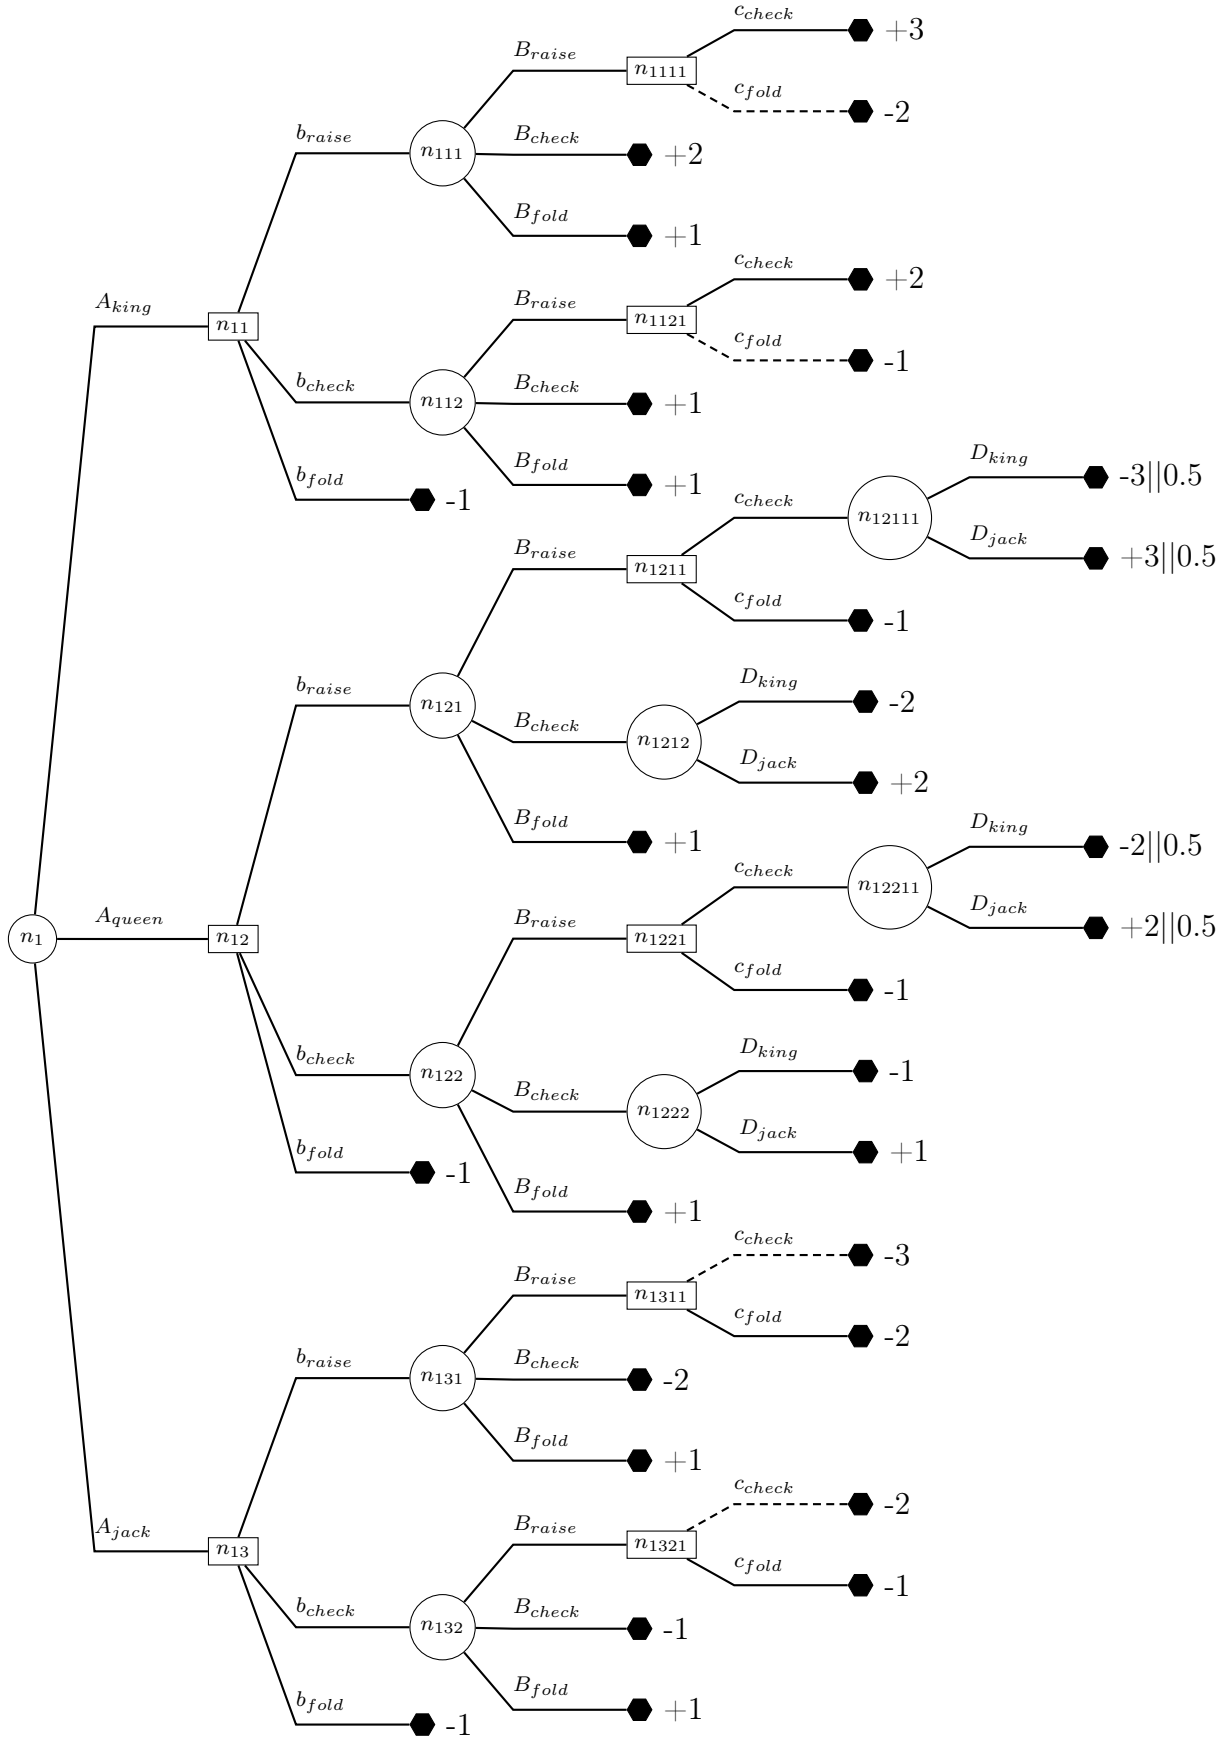 c_check
+3
B_raise
n_1111
c_fold
-2
b_raise
n_111
B_check
+2
B_fold
+1
c_check
+2
A_king
n_11
B_raise
n_1121
c_fold
-1
b_check
n_112
B_check
+1
B_fold
+1
b_fold
-1
D_king
-3||0.5
c_check
n_12111
D_jack
+3||0.5
B_raise
n_1211
c_fold
-1
b_raise
n_121
D_king
-2
B_check
n_1212
D_jack
+2
B_fold
+1
D_king
-2||0.5
c_check
n_12211
D_jack
+2||0.5
n_1
A_queen
n_12
B_raise
n_1221
c_fold
-1
b_check
n_122
D_king
-1
B_check
n_1222
D_jack
+1
b_fold
-1
B_fold
+1
c_check
-3
B_raise
n_1311
c_fold
-2
b_raise
n_131
B_check
-2
B_fold
+1
c_check
-2
A_jack
n_13
B_raise
n_1321
c_fold
-1
b_check
n_132
B_check
-1
B_fold
+1
b_fold
-1